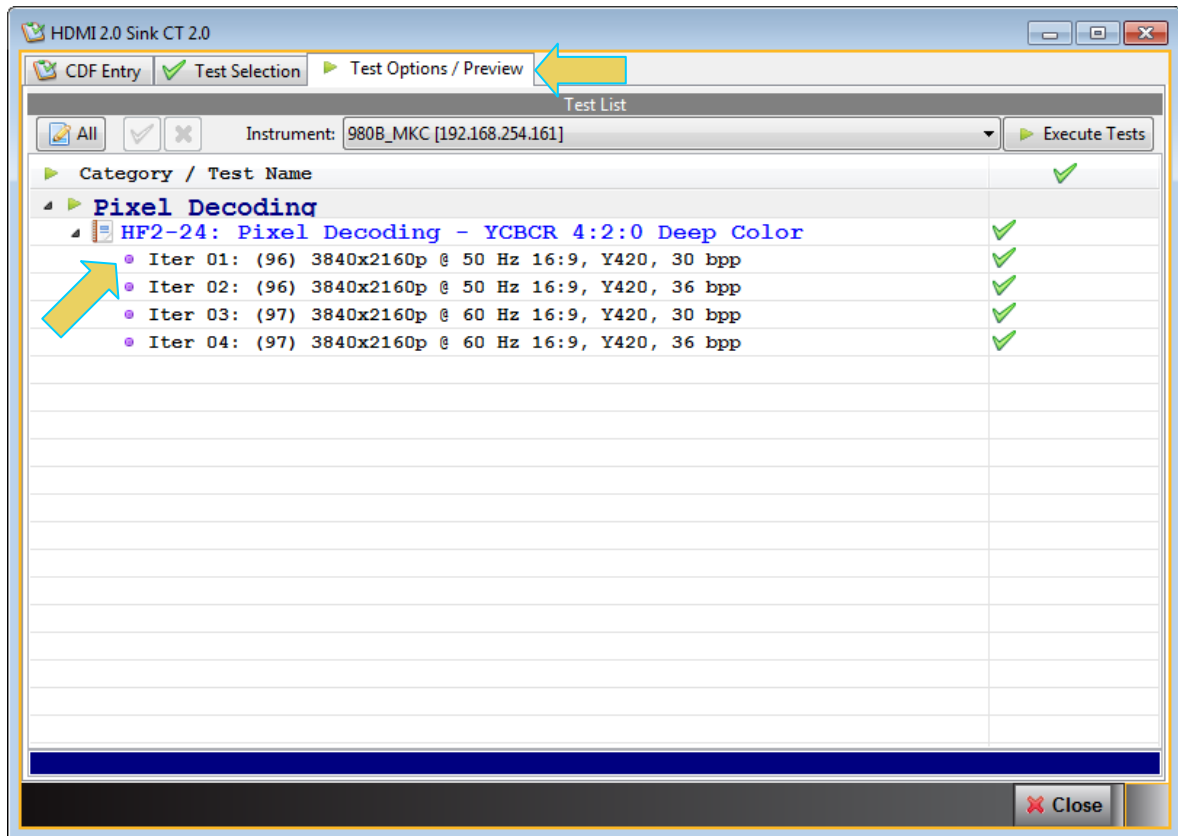 HDMI 2.0 Sink CT 2.0
CDF Entry Test Selection Test Options / Preview
Test List
All Instrument: 980B_MKC [192.168.254.161] Execute Tests
Category / Test Name
Pixel Decoding
HF2-24: Pixel Decoding - YCBCR 4:2:0 Deep Color
Iter 01: (96) 3840x2160p @ 50 Hz 16:9, Y420, 30 bpp
Iter 02: (96) 3840x2160p @ 50 Hz 16:9, Y420, 36 bpp
Iter 03: (97) 3840x2160p @ 60 Hz 16:9, Y420, 30 bpp
Iter 04: (97) 3840x2160p @ 60 Hz 16:9, Y420, 36 bpp
Close